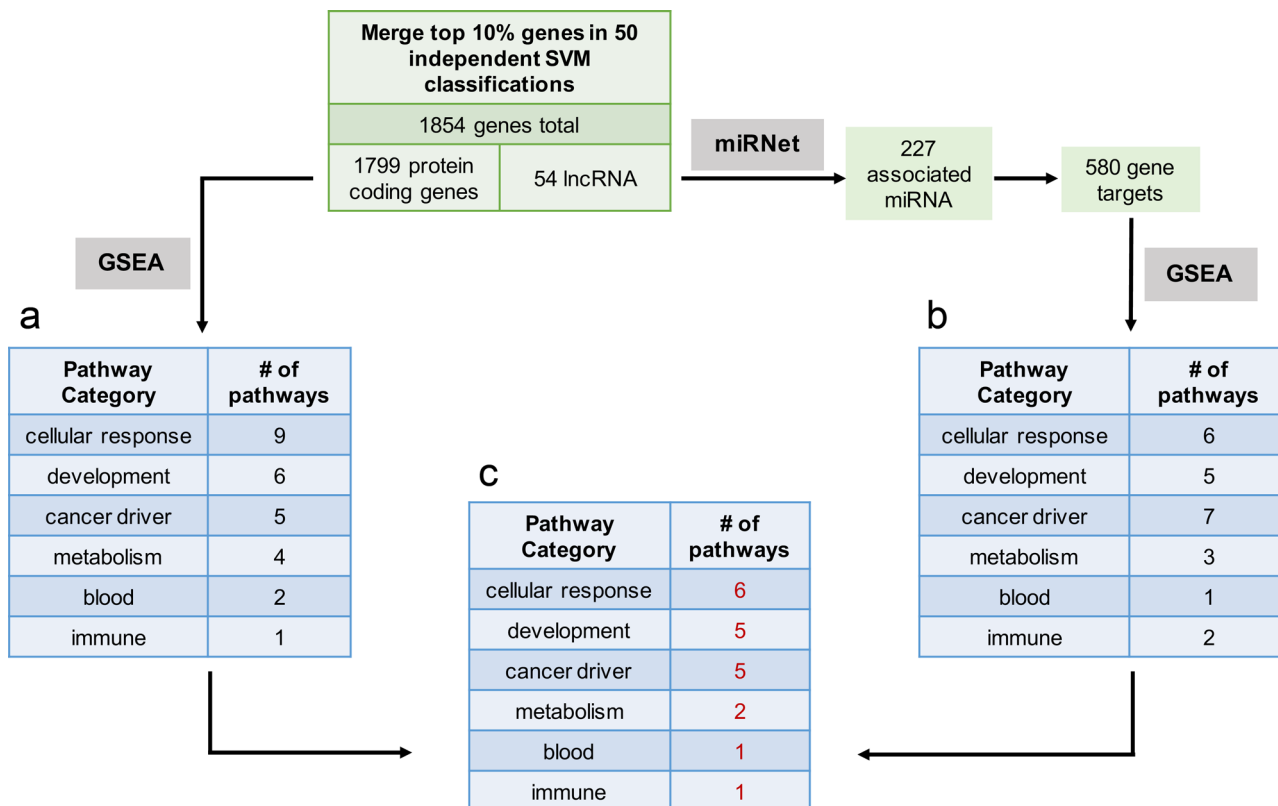 Merge top 10% genes in 50
independent SVM
classifications
1854 genes total
1799 protein
coding genes
54 lncRNA
miRNet
227
associated
miRNA
580 gene
targets
GSEA
GSEA
a
Pathway
Category
# of
pathways
cellular response 9
development 6
cancer driver 5
metabolism 4
blood 2
immune 1
b
Pathway
Category
# of
pathways
cellular response 6
development 5
cancer driver 7
metabolism 3
blood 1
immune 2
c
Pathway
Category
# of
pathways
cellular response 6
development 5
cancer driver 5
metabolism 2
blood 1
immune 1